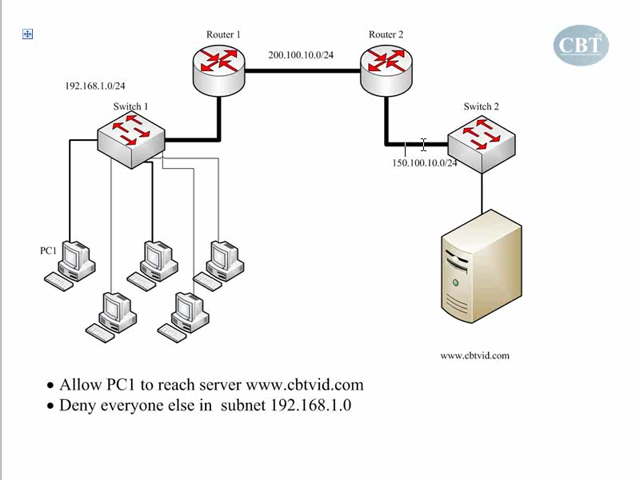 Router 1
Router 2
200.100.10.0/24
CBT
192.168.1.0/24
Switch 1
Switch 2
150.100.10.0/24
PC1
www.cbtvid.com
• Allow PC1 to reach server www.cbtvid.com
• Deny everyone else in subnet 192.168.1.0